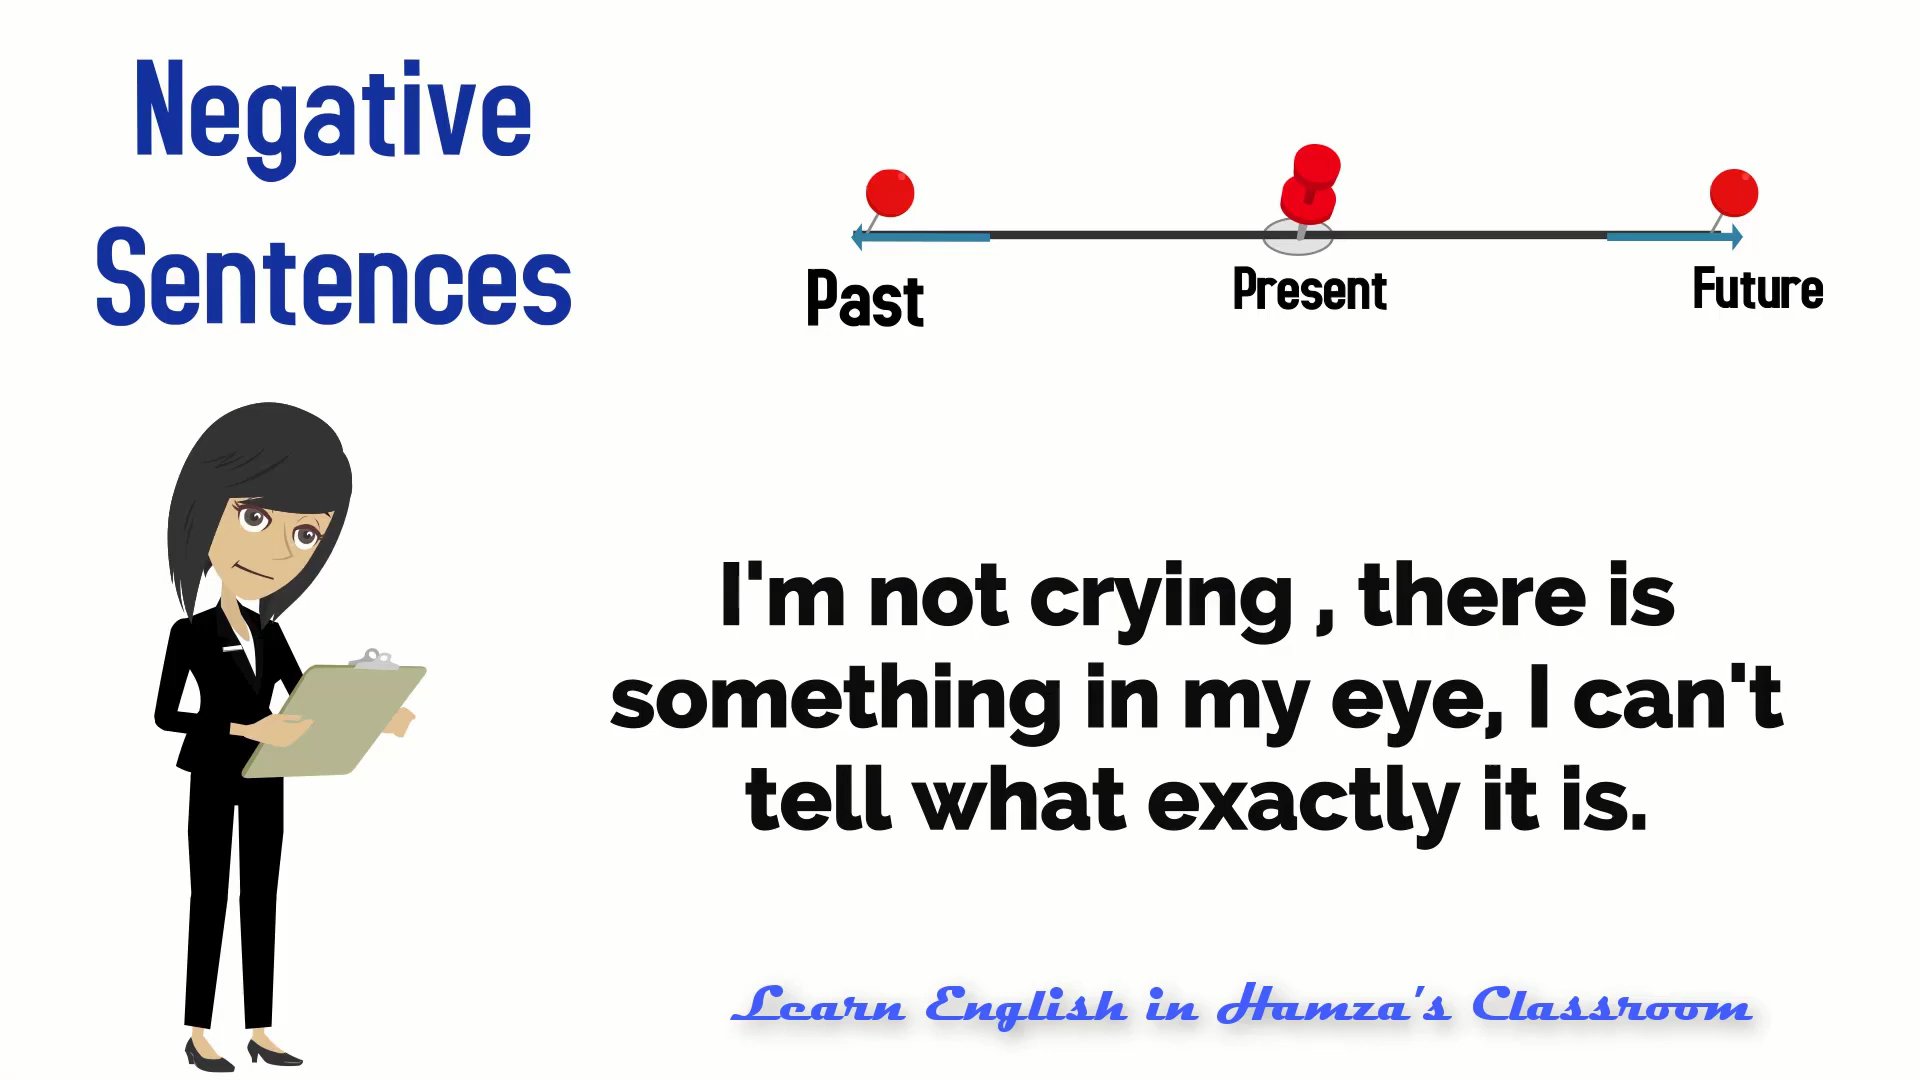 Negative
Sentences
Past
Present
Future
I'm not crying , there is
something in my eye, I can't
tell what exactly it is.
Learn English in Hamza's Classroom